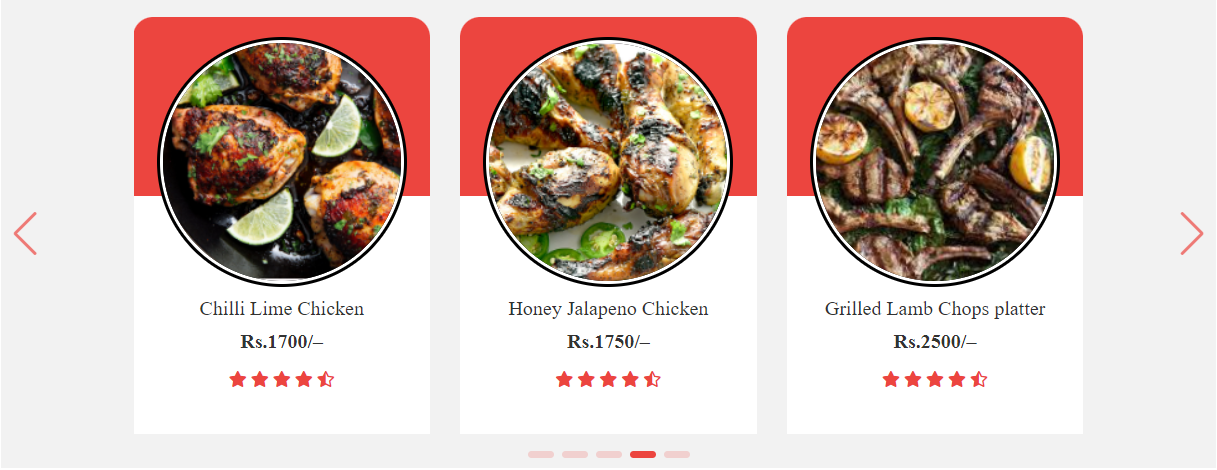 Chilli Lime Chicken
Rs.1700/–
Honey Jalapeno Chicken
Rs.1750/–
Grilled Lamb Chops platter
Rs.2500/–